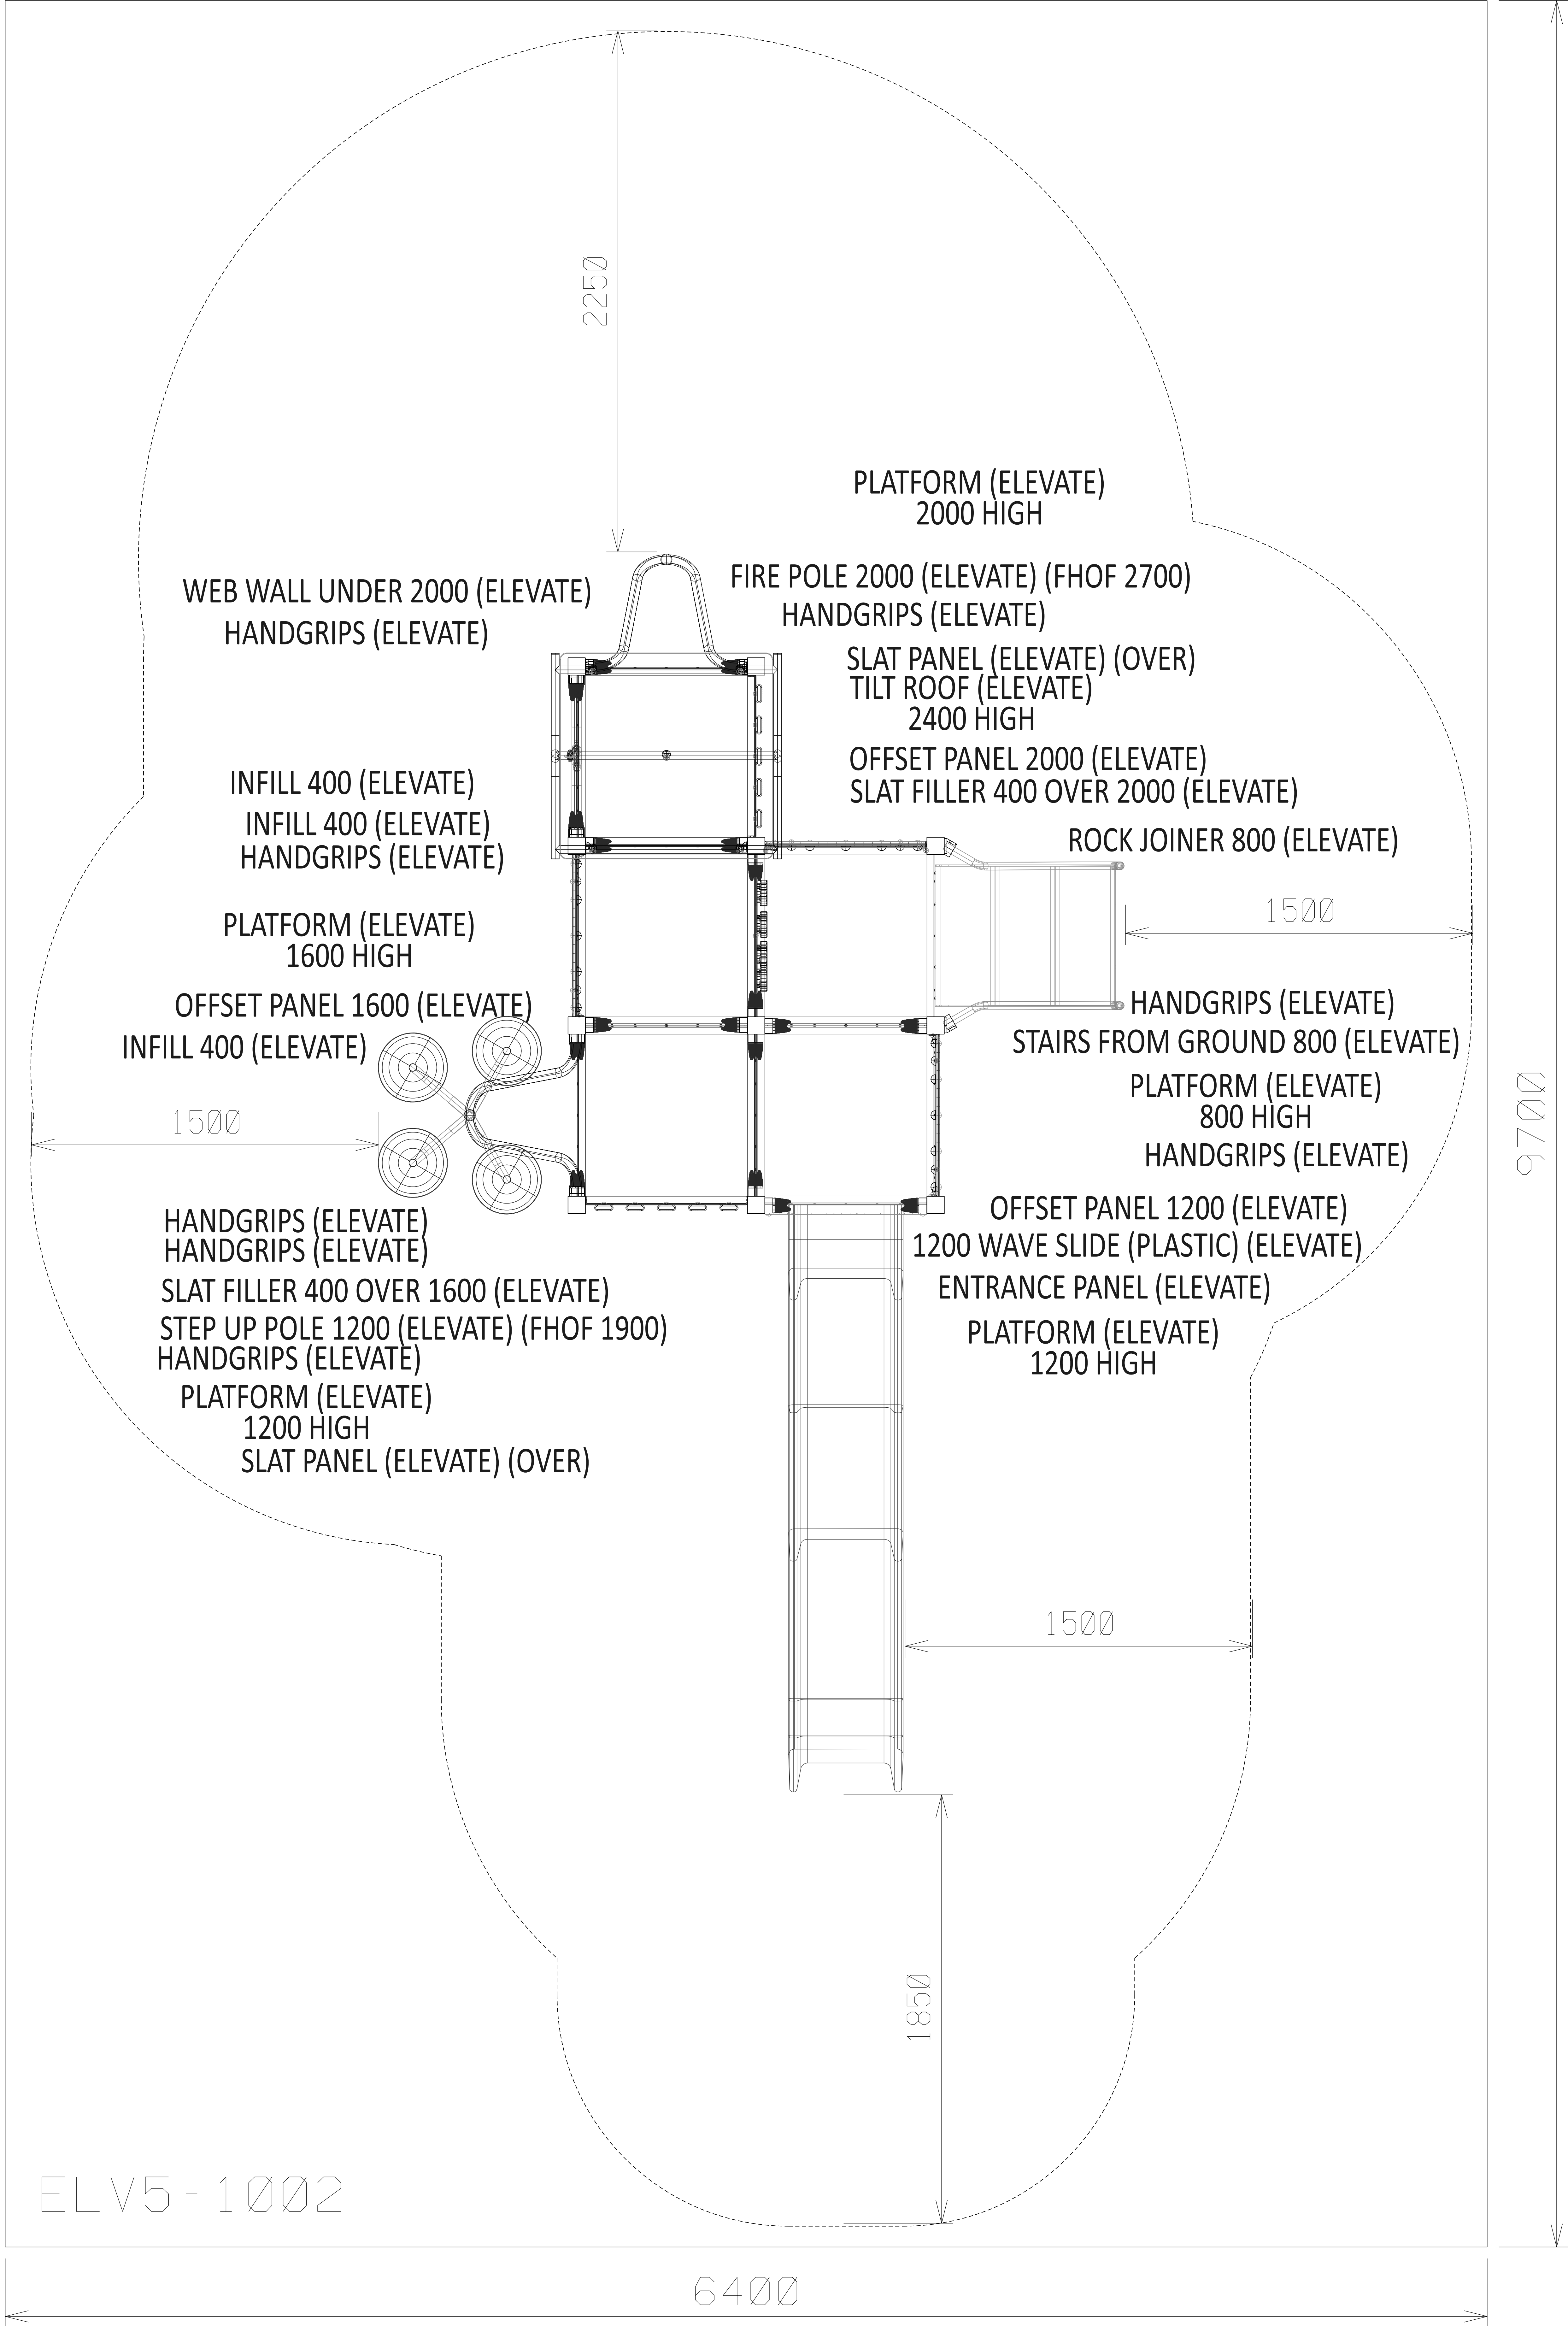 2250
PLATFORM (ELEVATE)
2000 HIGH
WEB WALL UNDER 2000 (ELEVATE)
HANDGRIPS (ELEVATE)
FIRE POLE 2000 (ELEVATE) (FHOF 2700)
HANDGRIPS (ELEVATE)
SLAT PANEL (ELEVATE) (OVER)
TILT ROOF (ELEVATE)
2400 HIGH
OFFSET PANEL 2000 (ELEVATE)
SLAT FILLER 400 OVER 2000 (ELEVATE)
INFILL 400 (ELEVATE)
INFILL 400 (ELEVATE)
HANDGRIPS (ELEVATE)
ROCK JOINER 800 (ELEVATE)
1500
PLATFORM (ELEVATE)
1600 HIGH
OFFSET PANEL 1600 (ELEVATE)
INFILL 400 (ELEVATE)
1500
HANDGRIPS (ELEVATE)
STAIRS FROM GROUND 800 (ELEVATE)
PLATFORM (ELEVATE)
800 HIGH
HANDGRIPS (ELEVATE)
9700
HANDGRIPS (ELEVATE)
HANDGRIPS (ELEVATE)
SLAT FILLER 400 OVER 1600 (ELEVATE)
STEP UP POLE 1200 (ELEVATE) (FHOF 1900)
HANDGRIPS (ELEVATE)
PLATFORM (ELEVATE)
1200 HIGH
SLAT PANEL (ELEVATE) (OVER)
OFFSET PANEL 1200 (ELEVATE)
1200 WAVE SLIDE (PLASTIC) (ELEVATE)
ENTRANCE PANEL (ELEVATE)
PLATFORM (ELEVATE)
1200 HIGH
1500
1850
ELV5-1002
6400